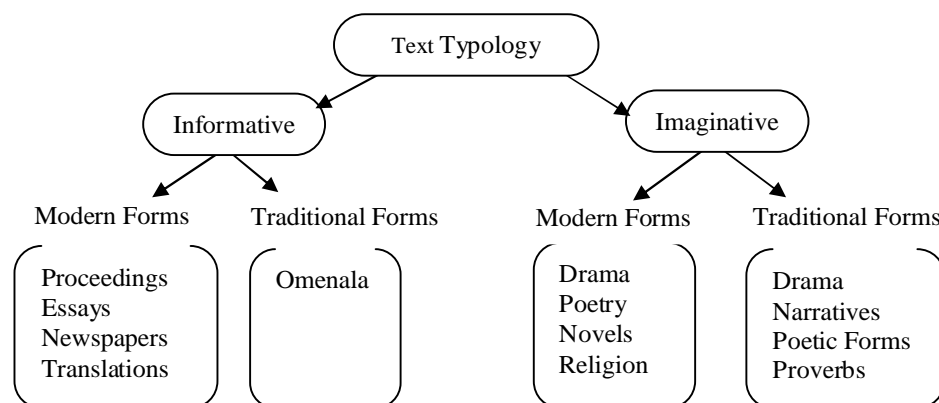 Text Typology
Informative
Imaginative
Modern Forms
Traditional Forms
Modern Forms
Traditional Forms
Proceedings
Essays
Newspapers
Translations
Omenala
Drama
Poetry
Novels
Religion
Drama
Narratives
Poetic Forms
Proverbs